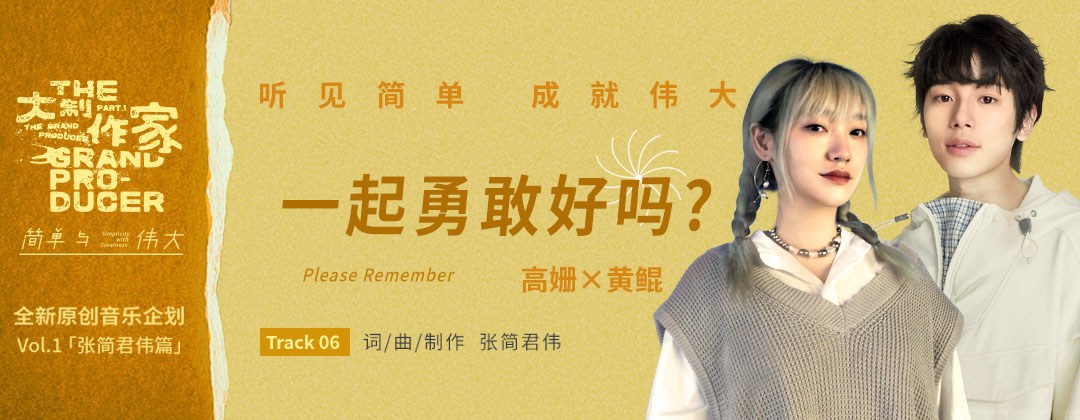 THE
大制作家
PART.1
THE GRAND
PRODUCER
GRAND
PRO-
DUCER
简单与 Simplicity with Greatness 伟大
全新原创音乐企划
Vol.1「张简君伟篇」
听见简单 成就伟大
一起勇敢好吗?
Please Remember
高姗×黄鲲
Track 06 词/曲/制作 张简君伟